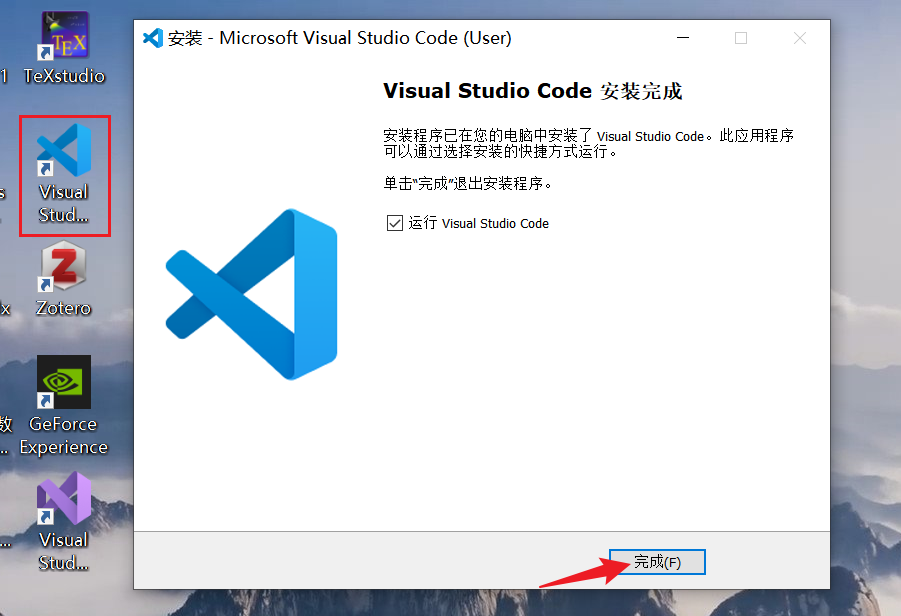 1
TeXstudio
Visual
Stud...
Zotero
x
数
GeForce
...
Experience
Visual
...
Stud...
安装 - Microsoft Visual Studio Code (User)
Visual Studio Code 安装完成
安装程序已在您的电脑中安装了 Visual Studio Code。此应用程序
可以通过选择安装的快捷方式运行。
单击“完成”退出安装程序。
运行 Visual Studio Code
完成(F)